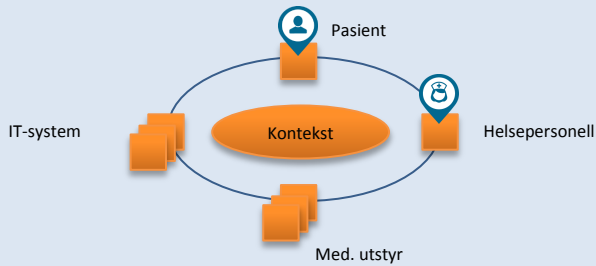 Pasient
IT-system
Kontekst
Helsepersonell
Med. utstyr